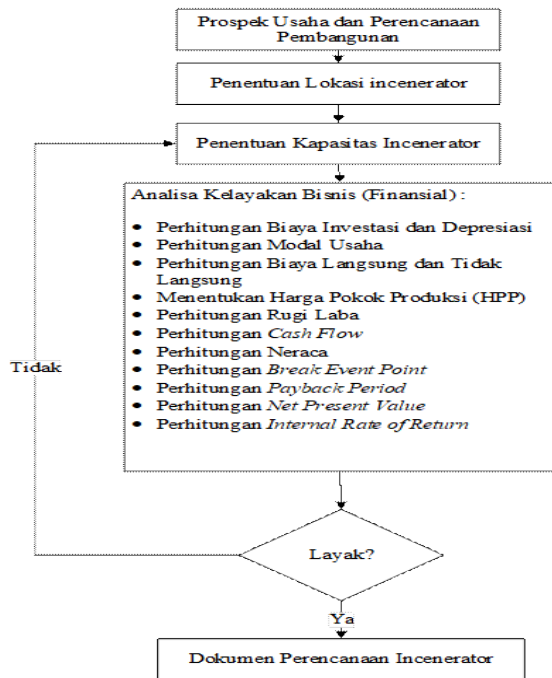 Prospek Usaha dan Perencanaan
Pembangunan
Penentuan Lokasi incenerator
Penentuan Kapasitas Incenerator
Analisa Kelayakan Bisnis (Finansial) :
• Perhitungan Biaya Investasi dan Depresiasi
• Perhitungan Modal Usaha
• Perhitungan Biaya Langsung dan Tidak
Langsung
• Menentukan Harga Pokok Produksi (HPP)
• Perhitungan Rugi Laba
• Perhitungan Cash Flow
• Perhitungan Neraca
• Perhitungan Break Event Point
• Perhitungan Payback Period
• Perhitungan Net Present Value
• Perhitungan Internal Rate of Return
Tidak
Layak?
Ya
Dokumen Perencanaan Incenerator